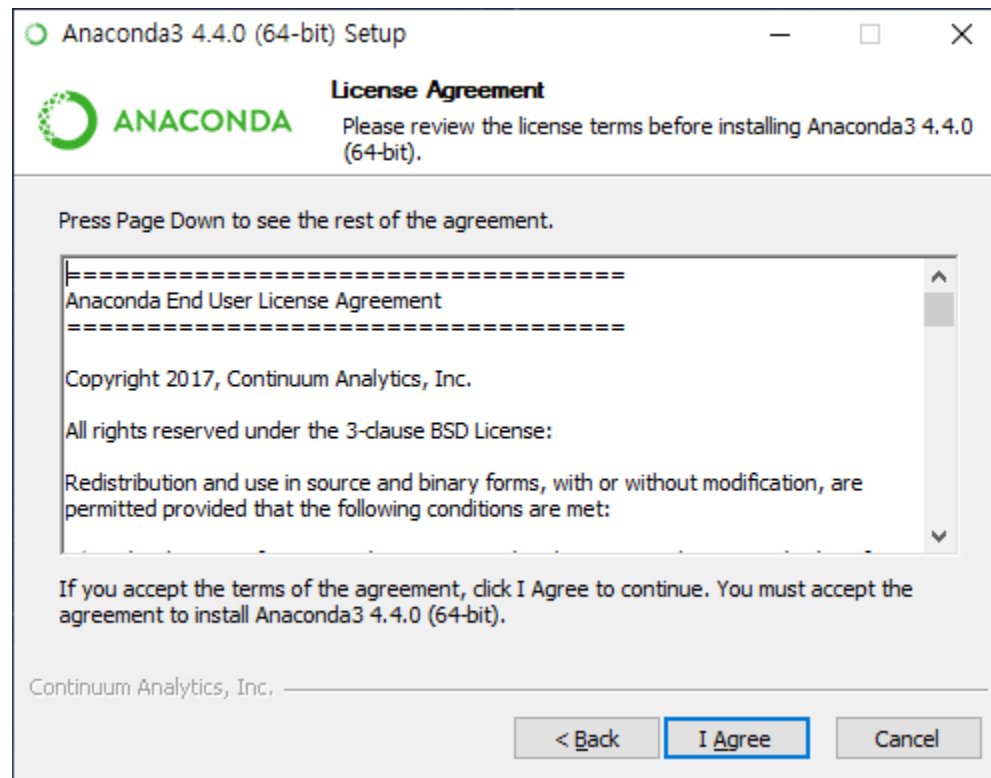 Anaconda3 4.4.0 (64-bit) Setup
ANACONDA
License Agreement
Please review the license terms before installing Anaconda3 4.4.0
(64-bit).
Press Page Down to see the rest of the agreement.
===================================
Anaconda End User License Agreement
===================================
Copyright 2017, Continuum Analytics, Inc.
All rights reserved under the 3-clause BSD License:
Redistribution and use in source and binary forms, with or without modification, are
permitted provided that the following conditions are met:
If you accept the terms of the agreement, click I Agree to continue. You must accept the
agreement to install Anaconda3 4.4.0 (64-bit).
Continuum Analytics, Inc.
< Back
I Agree
Cancel